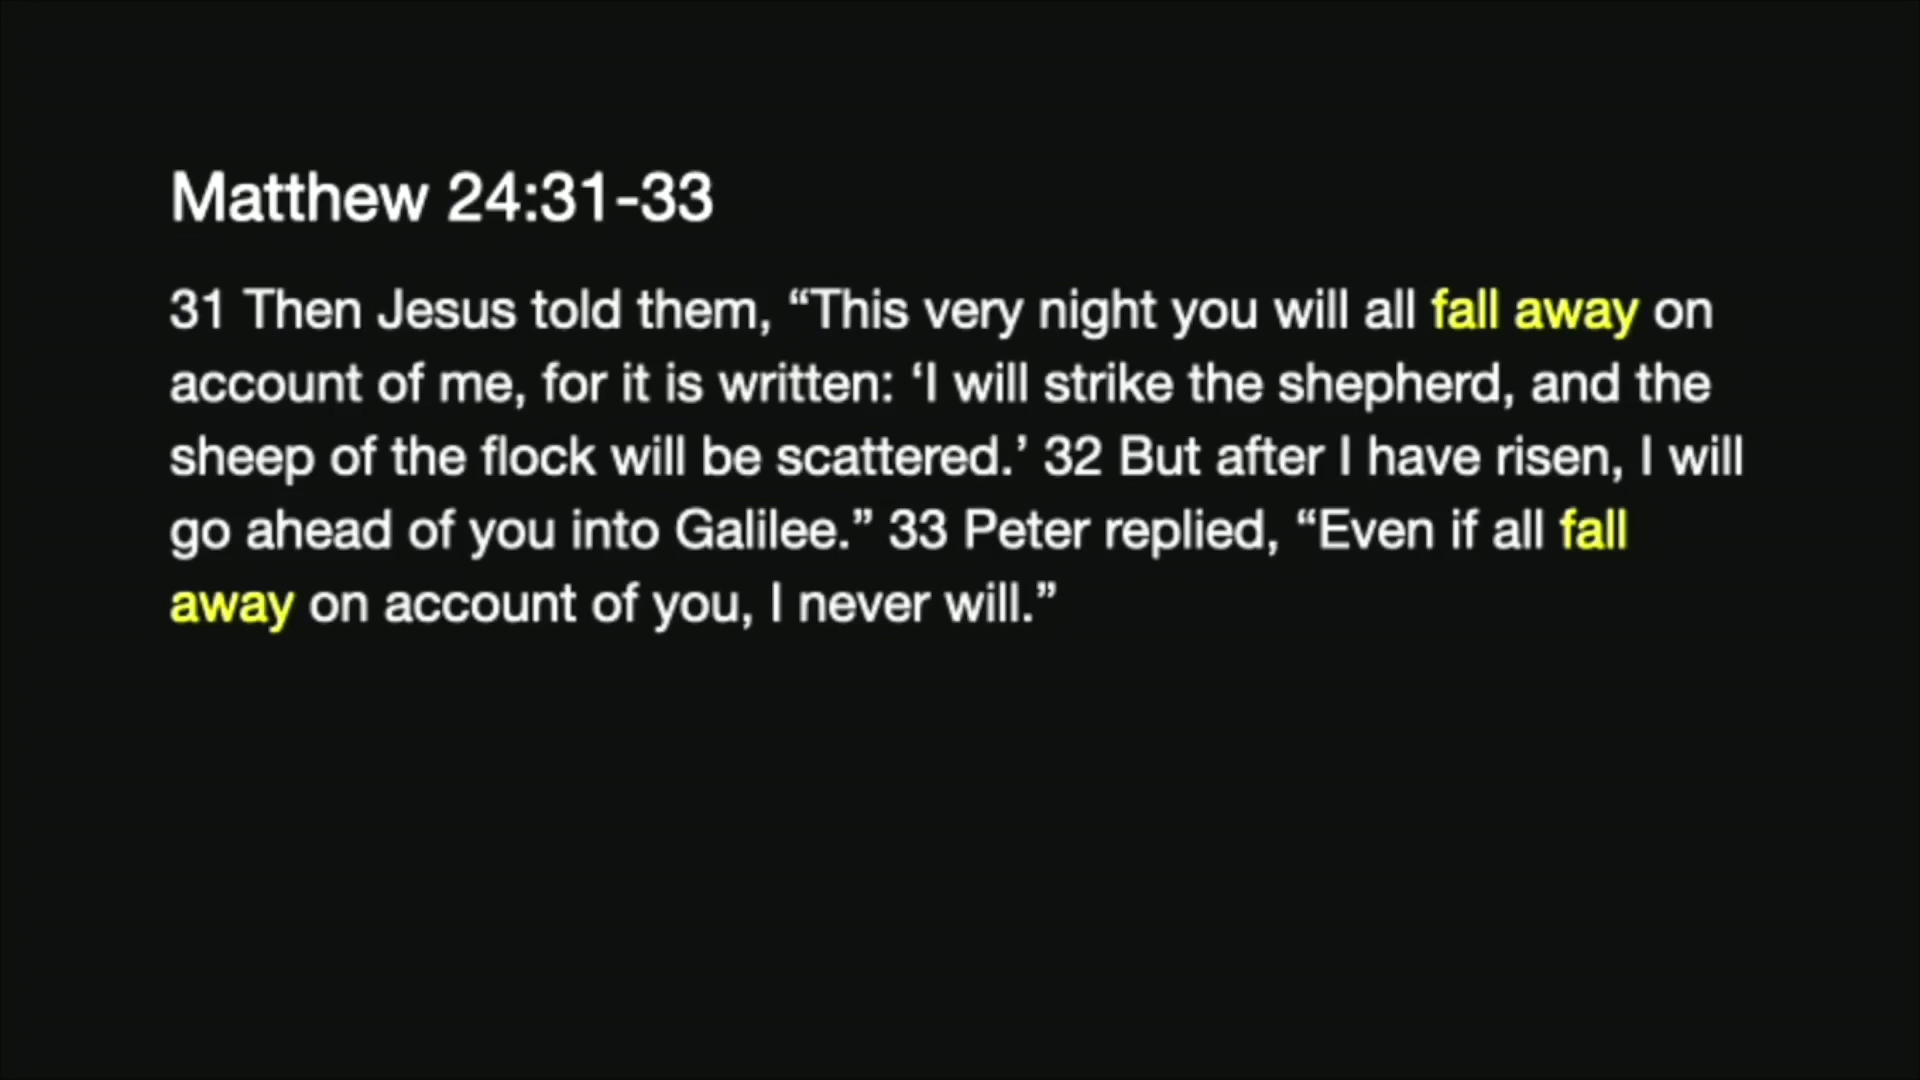 Matthew 24:31-33
31 Then Jesus told them, “This very night you will all fall away on
account of me, for it is written: ‘I will strike the shepherd, and the
sheep of the flock will be scattered.’ 32 But after I have risen, I will
go ahead of you into Galilee.” 33 Peter replied, “Even if all fall
away on account of you, I never will.”